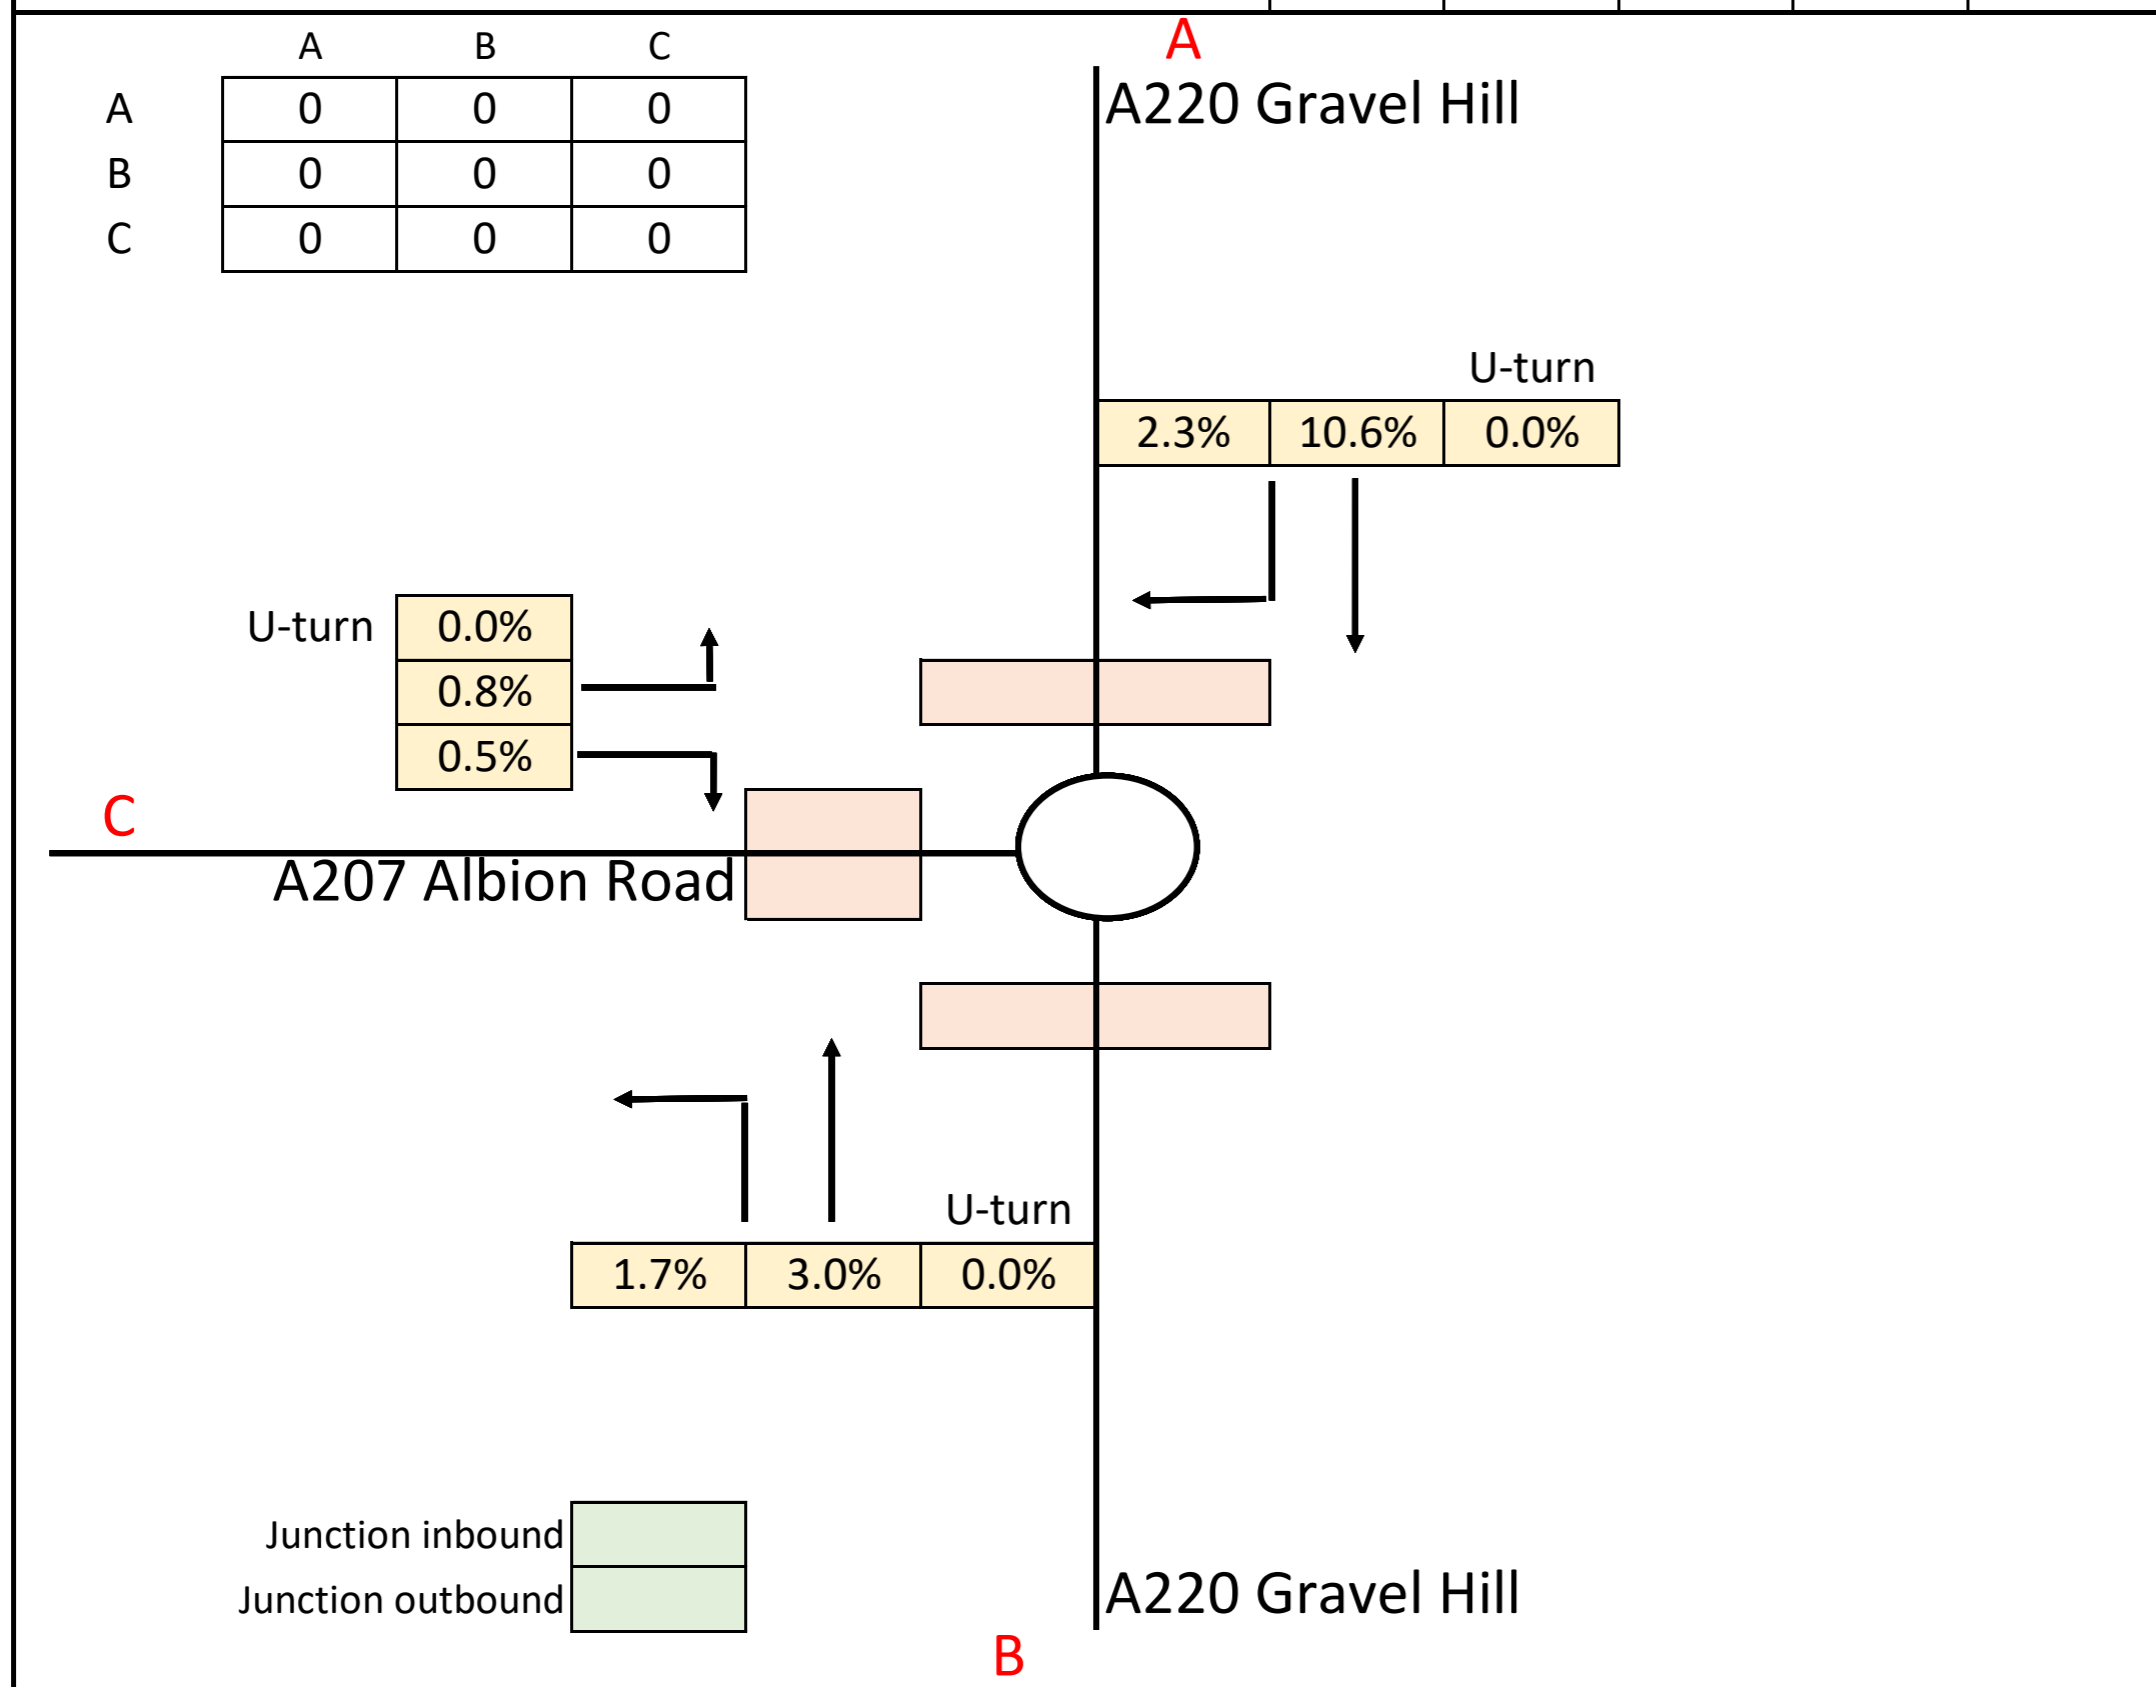 A
A B C
A 0 0 0
A220 Gravel Hill
B 0 0 0
C 0 0 0
U-turn
2.3% 10.6% 0.0%
U-turn 0.0%
0.8%
0.5%
C
A207 Albion Road
U-turn
1.7% 3.0% 0.0%
Junction inbound
Junction outbound
A220 Gravel Hill
B